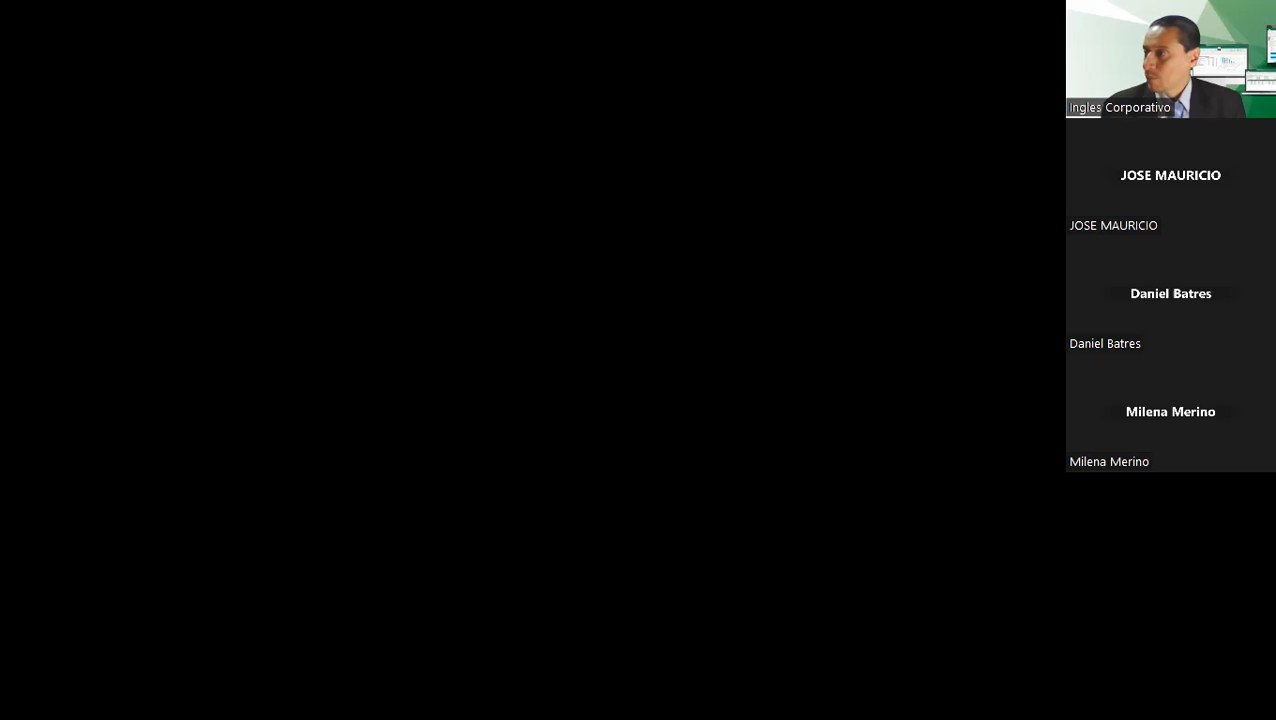 Ingles Corporativo
JOSE MAURICIO
JOSE MAURICIO
Daniel Batres
Daniel Batres
Milena Merino
Milena Merino